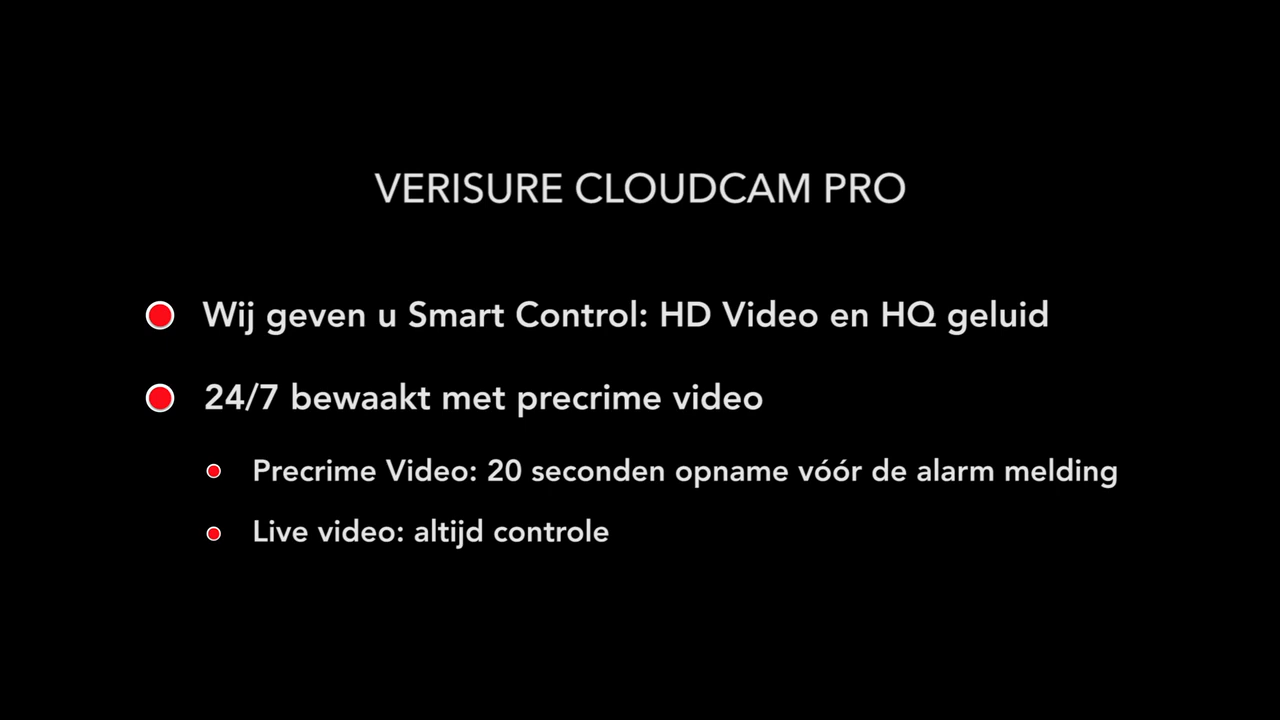 VERISURE CLOUDCAM PRO
Wij geven u Smart Control: HD Video en HQ geluid
24/7 bewaakt met precrime video
Precrime Video: 20 seconden opname vóór de alarm melding
Live video: altijd controle